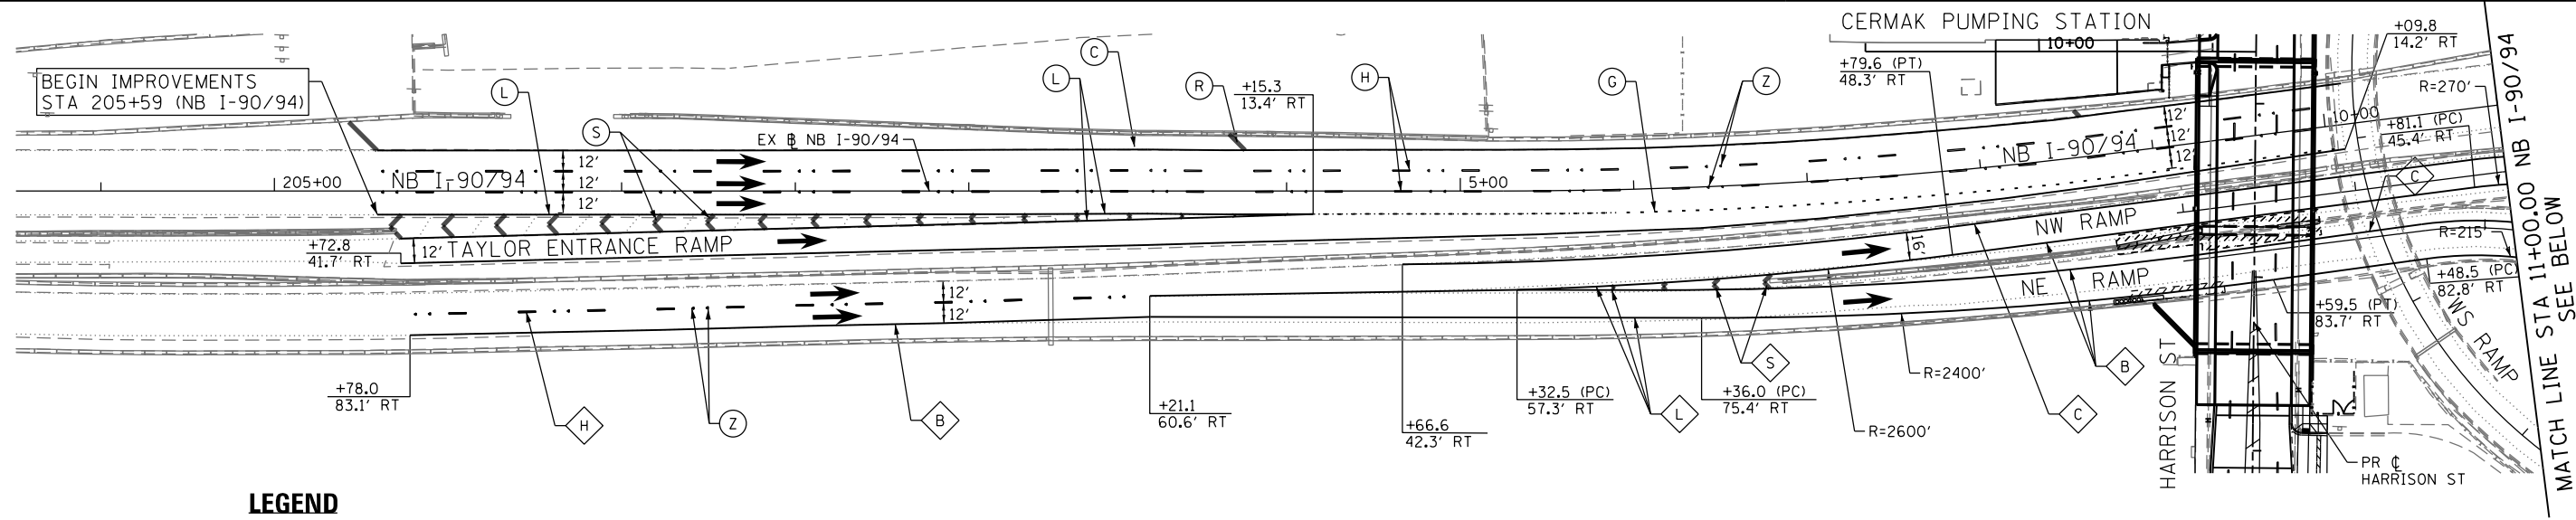 CERMAK PUMPING STATION
10+00
+09.8
14.2' RT
BEGIN IMPROVEMENTS
STA 205+59 (NB I-90/94)
L
S
C
L
R
+15.3
13.4' RT
H
G
Z
+79.6 (PT)
48.3' RT
R=270'
10+00
+81.1 (PC)
45.4' RT
C
EX B NB I-90/94
12'
12'
12'
205+00
NB I-90/94
5+00
NB I-90/94
12'
12'
12'
+72.8
41.7' RT
12'
TAYLOR ENTRANCE RAMP
16'
NW RAMP
NE RAMP
R=215'
+48.5 (PC)
82.8' RT
+59.5 (PT)
83.7' RT
WS RAMP
12'
12'
+78.0
83.1' RT
H
Z
B
+21.1
60.6' RT
+66.6
42.3' RT
+32.5 (PC)
57.3' RT
L
+36.0 (PC)
75.4' RT
S
R=2600'
R=2400'
C
B
HARRISON ST
PR ℄
HARRISON ST
MATCH LINE STA 11+00.00 NB I-90/94
SEE BELOW
LEGEND